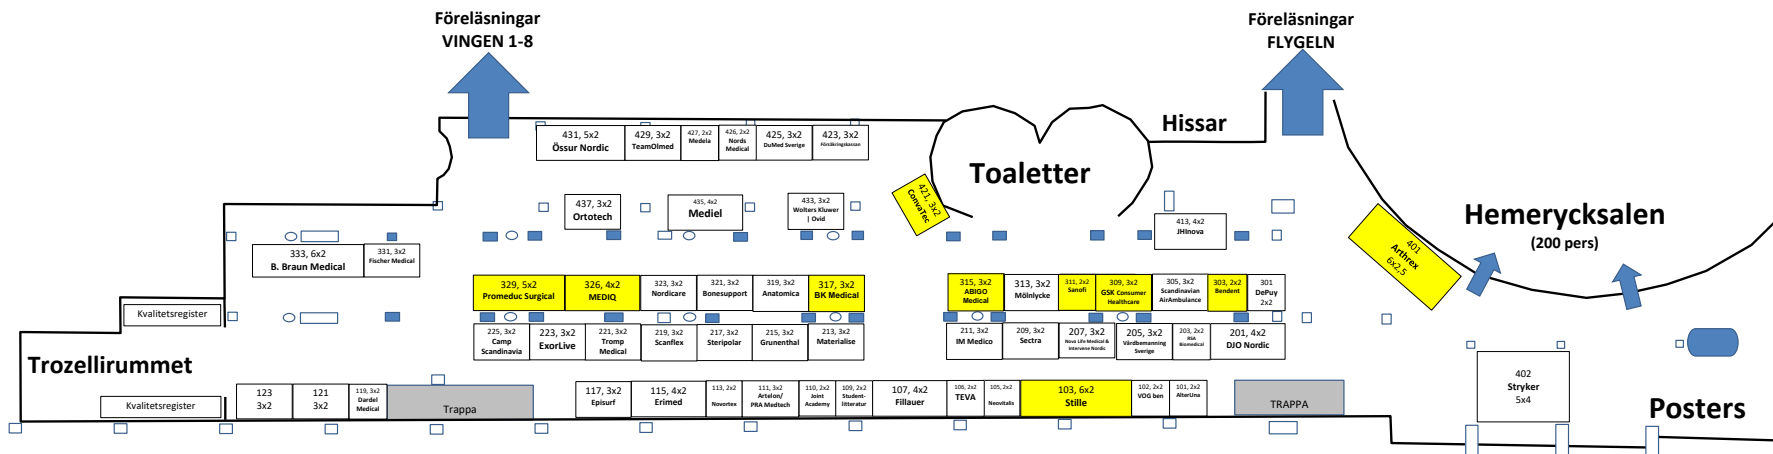 Föreläsningar
VINGEN 1-8
Föreläsningar
FLYGELN
431, 5x2
Össur Nordic
429, 3x2
TeamOlmed
427, 2x2
Medela
426, 2x2
Nords
Medical
425, 3x2
DuMed Sverige
423, 3x2
Försäkringskassan
Hissar
Toaletter
421, 3x2
ConvaTec
437, 3x2
Ortotech
435, 4x2
Mediel
433, 3x2
Wolters Kluwer
| Ovid
413, 4x2
JHInova
Hemerycksalen
(200 pers)
401
Arthrex
6x2,5
333, 6x2
B. Braun Medical
331, 3x2
Fischer Medical
329, 5x2
Promeduc Surgical
326, 4x2
MEDIQ
323, 3x2
Nordicare
321, 3x2
Bonesupport
319, 3x2
Anatomica
317, 3x2
BK Medical
315, 3x2
ABIGO
Medical
313, 3x2
Mölnlycke
311, 2x2
Sanofi
309, 3x2
GSK Consumer
Healthcare
305, 3x2
Scandinavian
AirAmbulance
303, 2x2
Bendent
301
DePuy
2x2
Kvalitetsregister
225, 3x2
Camp
Scandinavia
223, 3x2
ExorLive
221, 3x2
Tromp
Medical
219, 3x2
Scanflex
217, 3x2
Steripolar
215, 3x2
Grunenthal
213, 3x2
Materialise
211, 3x2
IM Medico
209, 3x2
Sectra
207, 3x2
Nova Life Medical &
Intervene Nordic
205, 3x2
Vårdbemanning
Sverige
203, 2x2
RSA
Biomedical
201, 4x2
DJO Nordic
Trozellirummet
Kvalitetsregister
123
3x2
121
3x2
119, 3x2
Dardel
Medical
Trappa
117, 3x2
Episurf
115, 4x2
Erimed
113, 2x2
Novortex
111, 3x2
Artelon/
PRA Medtech
110, 2x2
Joint
Academy
109, 2x2
Student-
litteratur
107, 4x2
Fillauer
106, 2x2
TEVA
105, 2x2
Neovitalis
103, 6x2
Stille
102, 2x2
VOG ben
101, 2x2
AlterUna
TRAPPA
402
Stryker
5x4
Posters